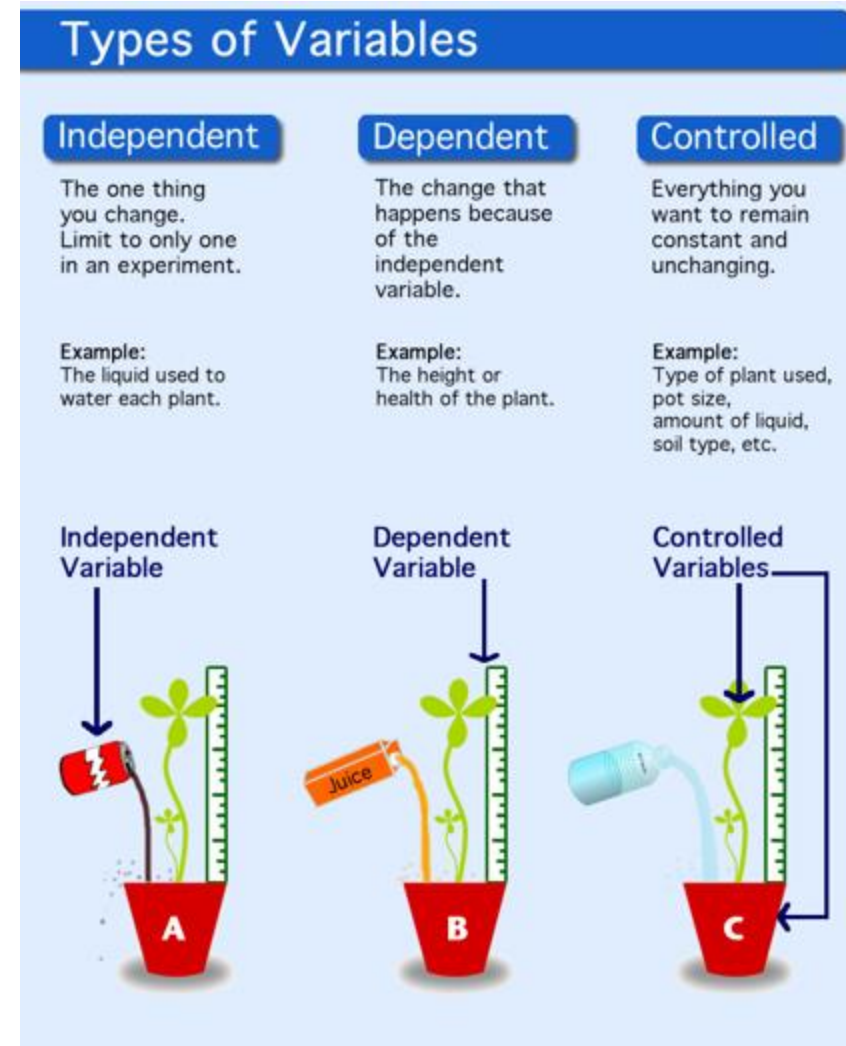 Types of Variables
Independent
The one thing
you change.
Limit to only one
in an experiment.
Example:
The liquid used to
water each plant.
Dependent
The change that
happens because
of the
independent
variable.
Example:
The height or
health of the plant.
Controlled
Everything you
want to remain
constant and
unchanging.
Example:
Type of plant used,
pot size,
amount of liquid,
soil type, etc.
Independent
Variable
Dependent
Variable
Controlled
Variables
Juice
A
B
C